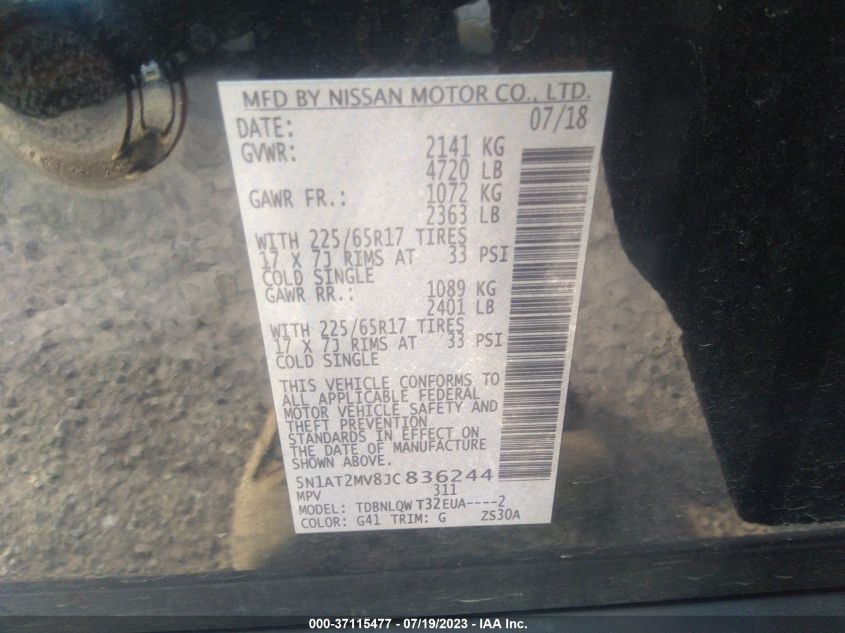 MFD BY NISSAN MOTOR CO., LTD.
DATE: 07/18
GVWR: 2141 KG
4720 LB
GAWR FR.: 1072 KG
2363 LB
WITH 225/65R17 TIRES
17 X 7J RIMS AT 33 PSI
COLD SINGLE
GAWR RR.: 1089 KG
2401 LB
WITH 225/65R17 TIRES
17 X 7J RIMS AT 33 PSI
COLD SINGLE
THIS VEHICLE CONFORMS TO
ALL APPLICABLE FEDERAL
MOTOR VEHICLE SAFETY AND
THEFT PREVENTION
STANDARDS IN EFFECT ON
THE DATE OF MANUFACTURE
SHOWN ABOVE.
5N1AT2MV8JC836244
MPV 311
MODEL: TDBNLQW T32EUA----2
COLOR: G41 TRIM: G ZS30A
000-37115477 - 07/19/2023 - IAA Inc.